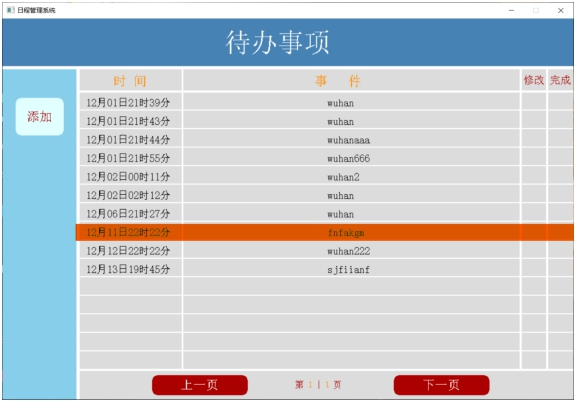 日程管理系统
待办事项
添加
时 间 事 件 修改 完成
12月01日21时39分 wuhan
12月01日21时43分 wuhan
12月01日21时44分 wuhanaaa
12月01日21时55分 wuhan666
12月02日00时11分 wuhan2
12月02日02时12分 wuhan
12月06日21时27分 wuhan
12月11日22时22分 fnfakgm
12月12日22时22分 wuhan222
12月13日19时45分 sjfiianf
上一页 第 1 | 1 页 下一页